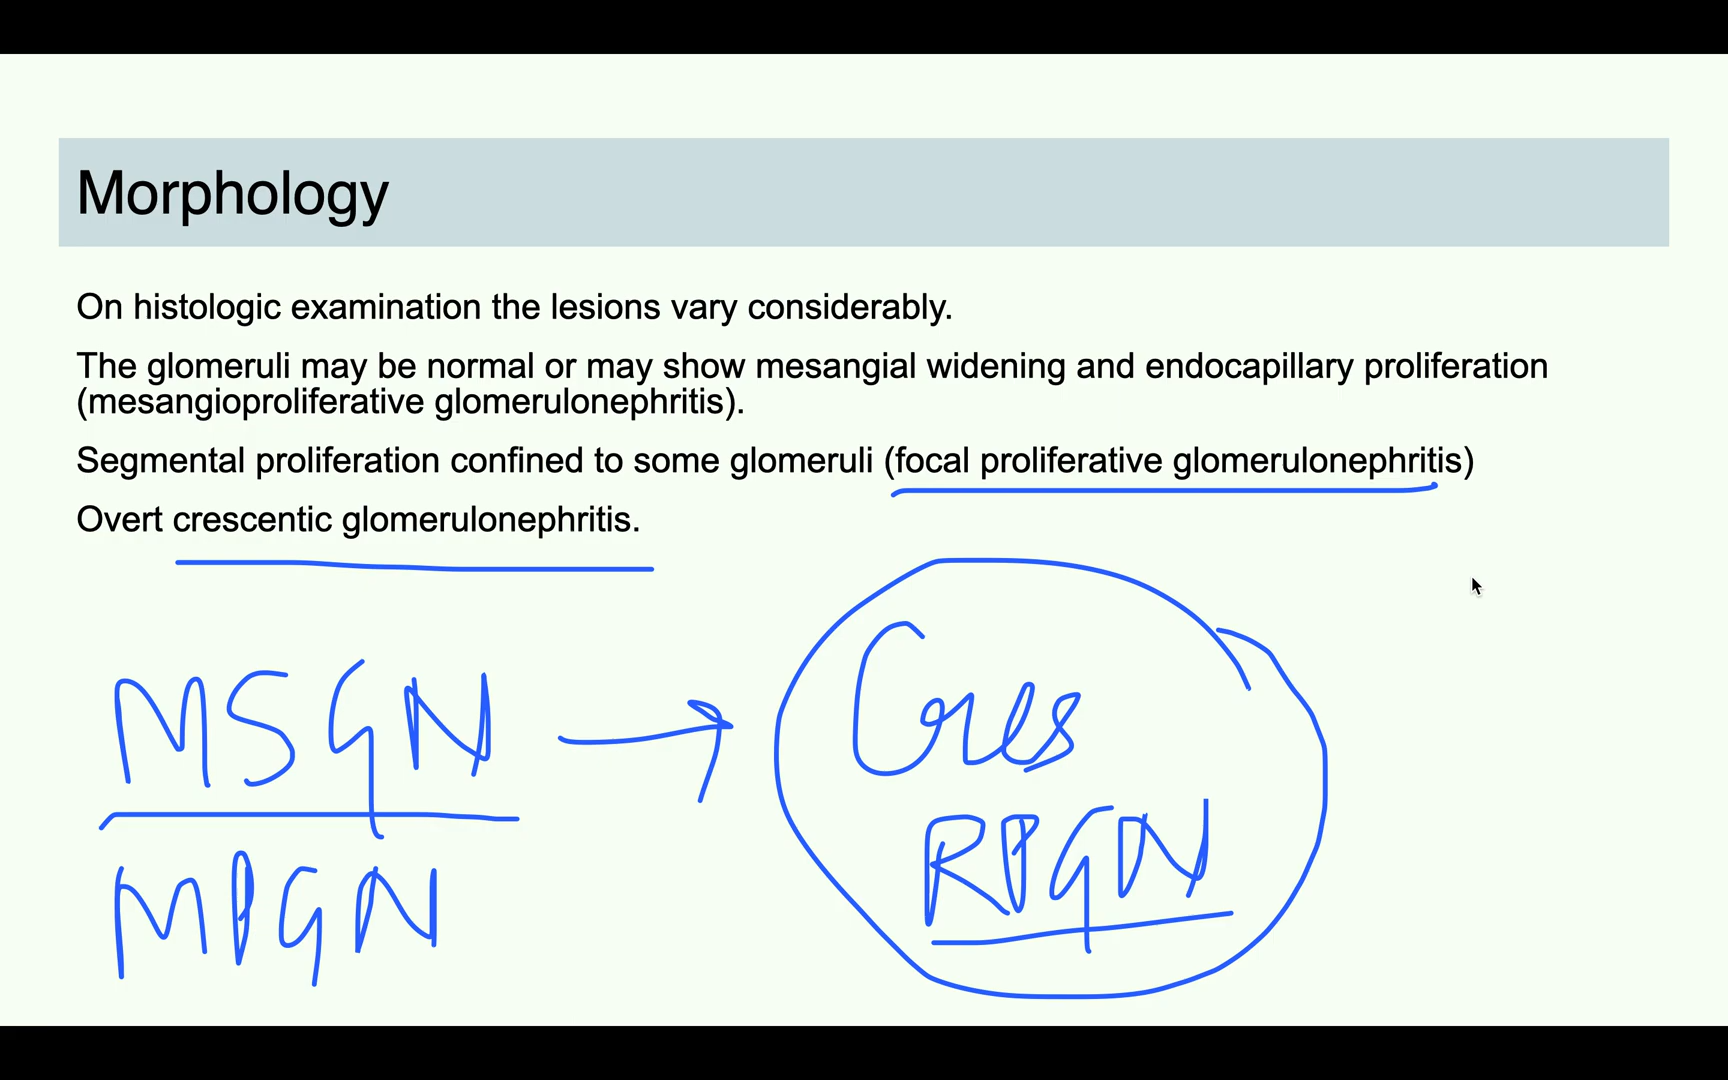 Morphology
On histologic examination the lesions vary considerably.
The glomeruli may be normal or may show mesangial widening and endocapillary proliferation
(mesangioproliferative glomerulonephritis).
Segmental proliferation confined to some glomeruli (focal proliferative glomerulonephritis)
Overt crescentic glomerulonephritis.
MSGN → Cres
MPGN RPGN